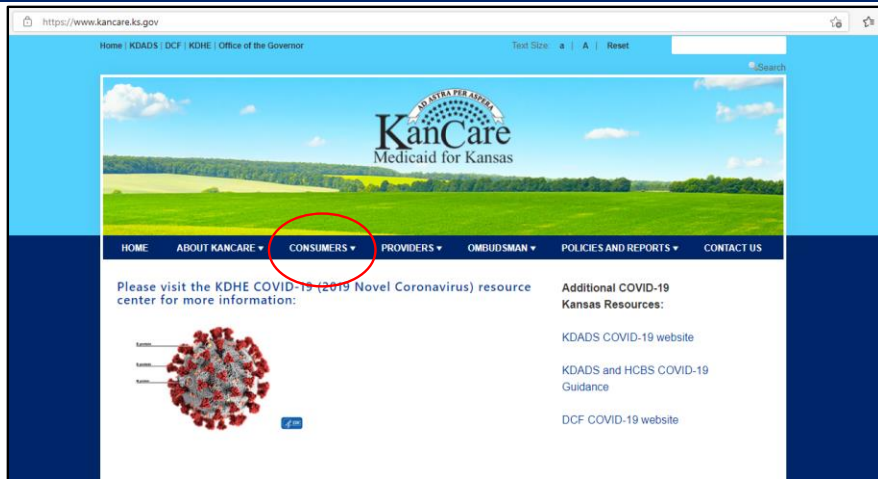 https://www.kancare.ks.gov
Home | KDADS | DCF | KDHE | Office of the Governor
Text Size: a | A | Reset
Search
AD ASTRA PER ASPERA
KanCare
Medicaid for Kansas
HOME ABOUT KANCARE ▾ CONSUMERS ▾ PROVIDERS ▾ OMBUDSMAN ▾ POLICIES AND REPORTS ▾ CONTACT US
Please visit the KDHE COVID-19 (2019 Novel Coronavirus) resource
center for more information:
Additional COVID-19
Kansas Resources:
KDADS COVID-19 website
KDADS and HCBS COVID-19
Guidance
DCF COVID-19 website